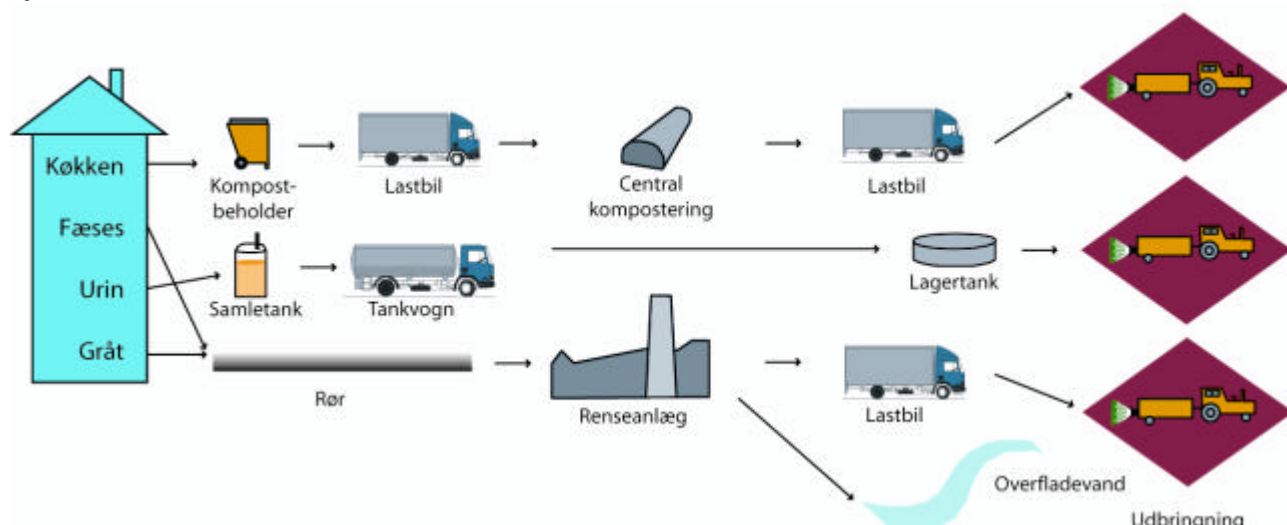 Køkken
Fæses
Urin
Gråt
Kompost-
beholder
Lastbil
Central
kompostering
Lastbil
Samletank
Tankvogn
Lagertank
Rør
Renseanlæg
Lastbil
Overfladevand
Udbringning